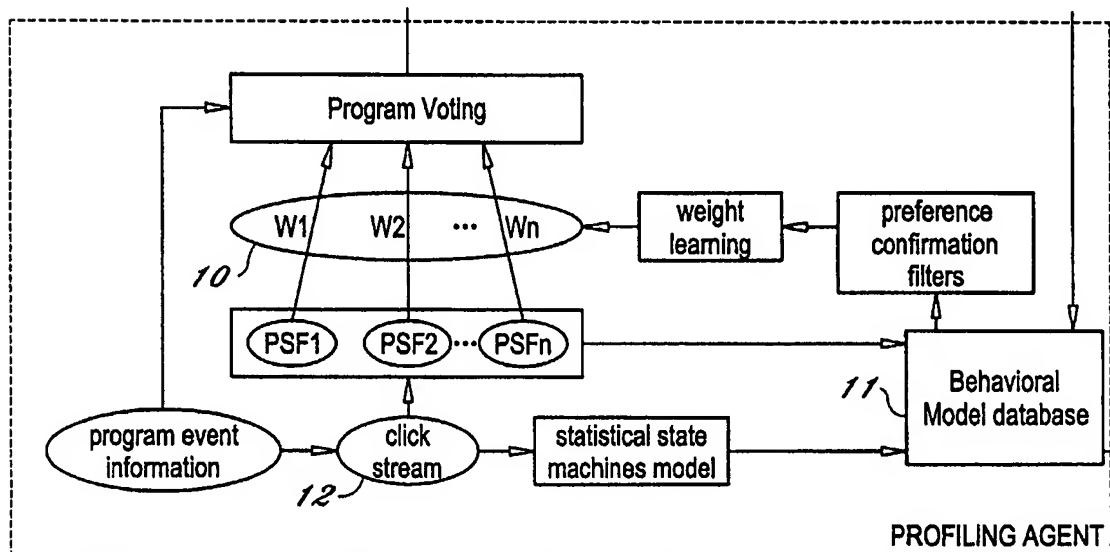 Program Voting
W1 W2 ... Wn
10
weight
learning
preference
confirmation
filters
PSF1 PSF2 ... PSFn
11
Behavioral
Model database
program event
information
click
stream
12
statistical state
machines model
PROFILING AGENT